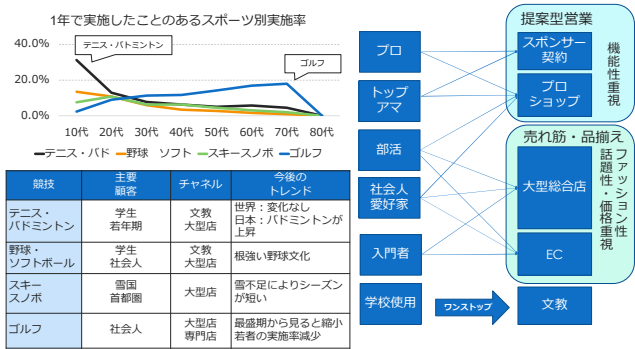 1年で実施したことのあるスポーツ別実施率
40.0%
20.0%
0.0%
テニス・バトミントン
ゴルフ
10代 20代 30代 40代 50代 60代 70代 80代
テニス・バド 野球 ソフト スキースノボ ゴルフ
競技
主要
顧客
チャネル
今後の
トレンド
テニス・
バドミントン
学生
若年期
文教
大型店
世界：変化なし
日本：バドミントンが
上昇
野球・
ソフトボール
学生
社会人
文教
大型店
根強い野球文化
スキー
スノボ
雪国
首都圏
大型店
雪不足によりシーズン
が短い
ゴルフ
社会人
大型店
専門店
最盛期から見ると縮小
若者の実施率減少
プロ
トップ
アマ
部活
社会人
愛好家
入門者
学校使用
ワンストップ
提案型営業
スポンサー
契約
プロ
ショップ
機能性重視
売れ筋・品揃え
大型総合店
EC
ファッション性
話題性・価格重視
文教